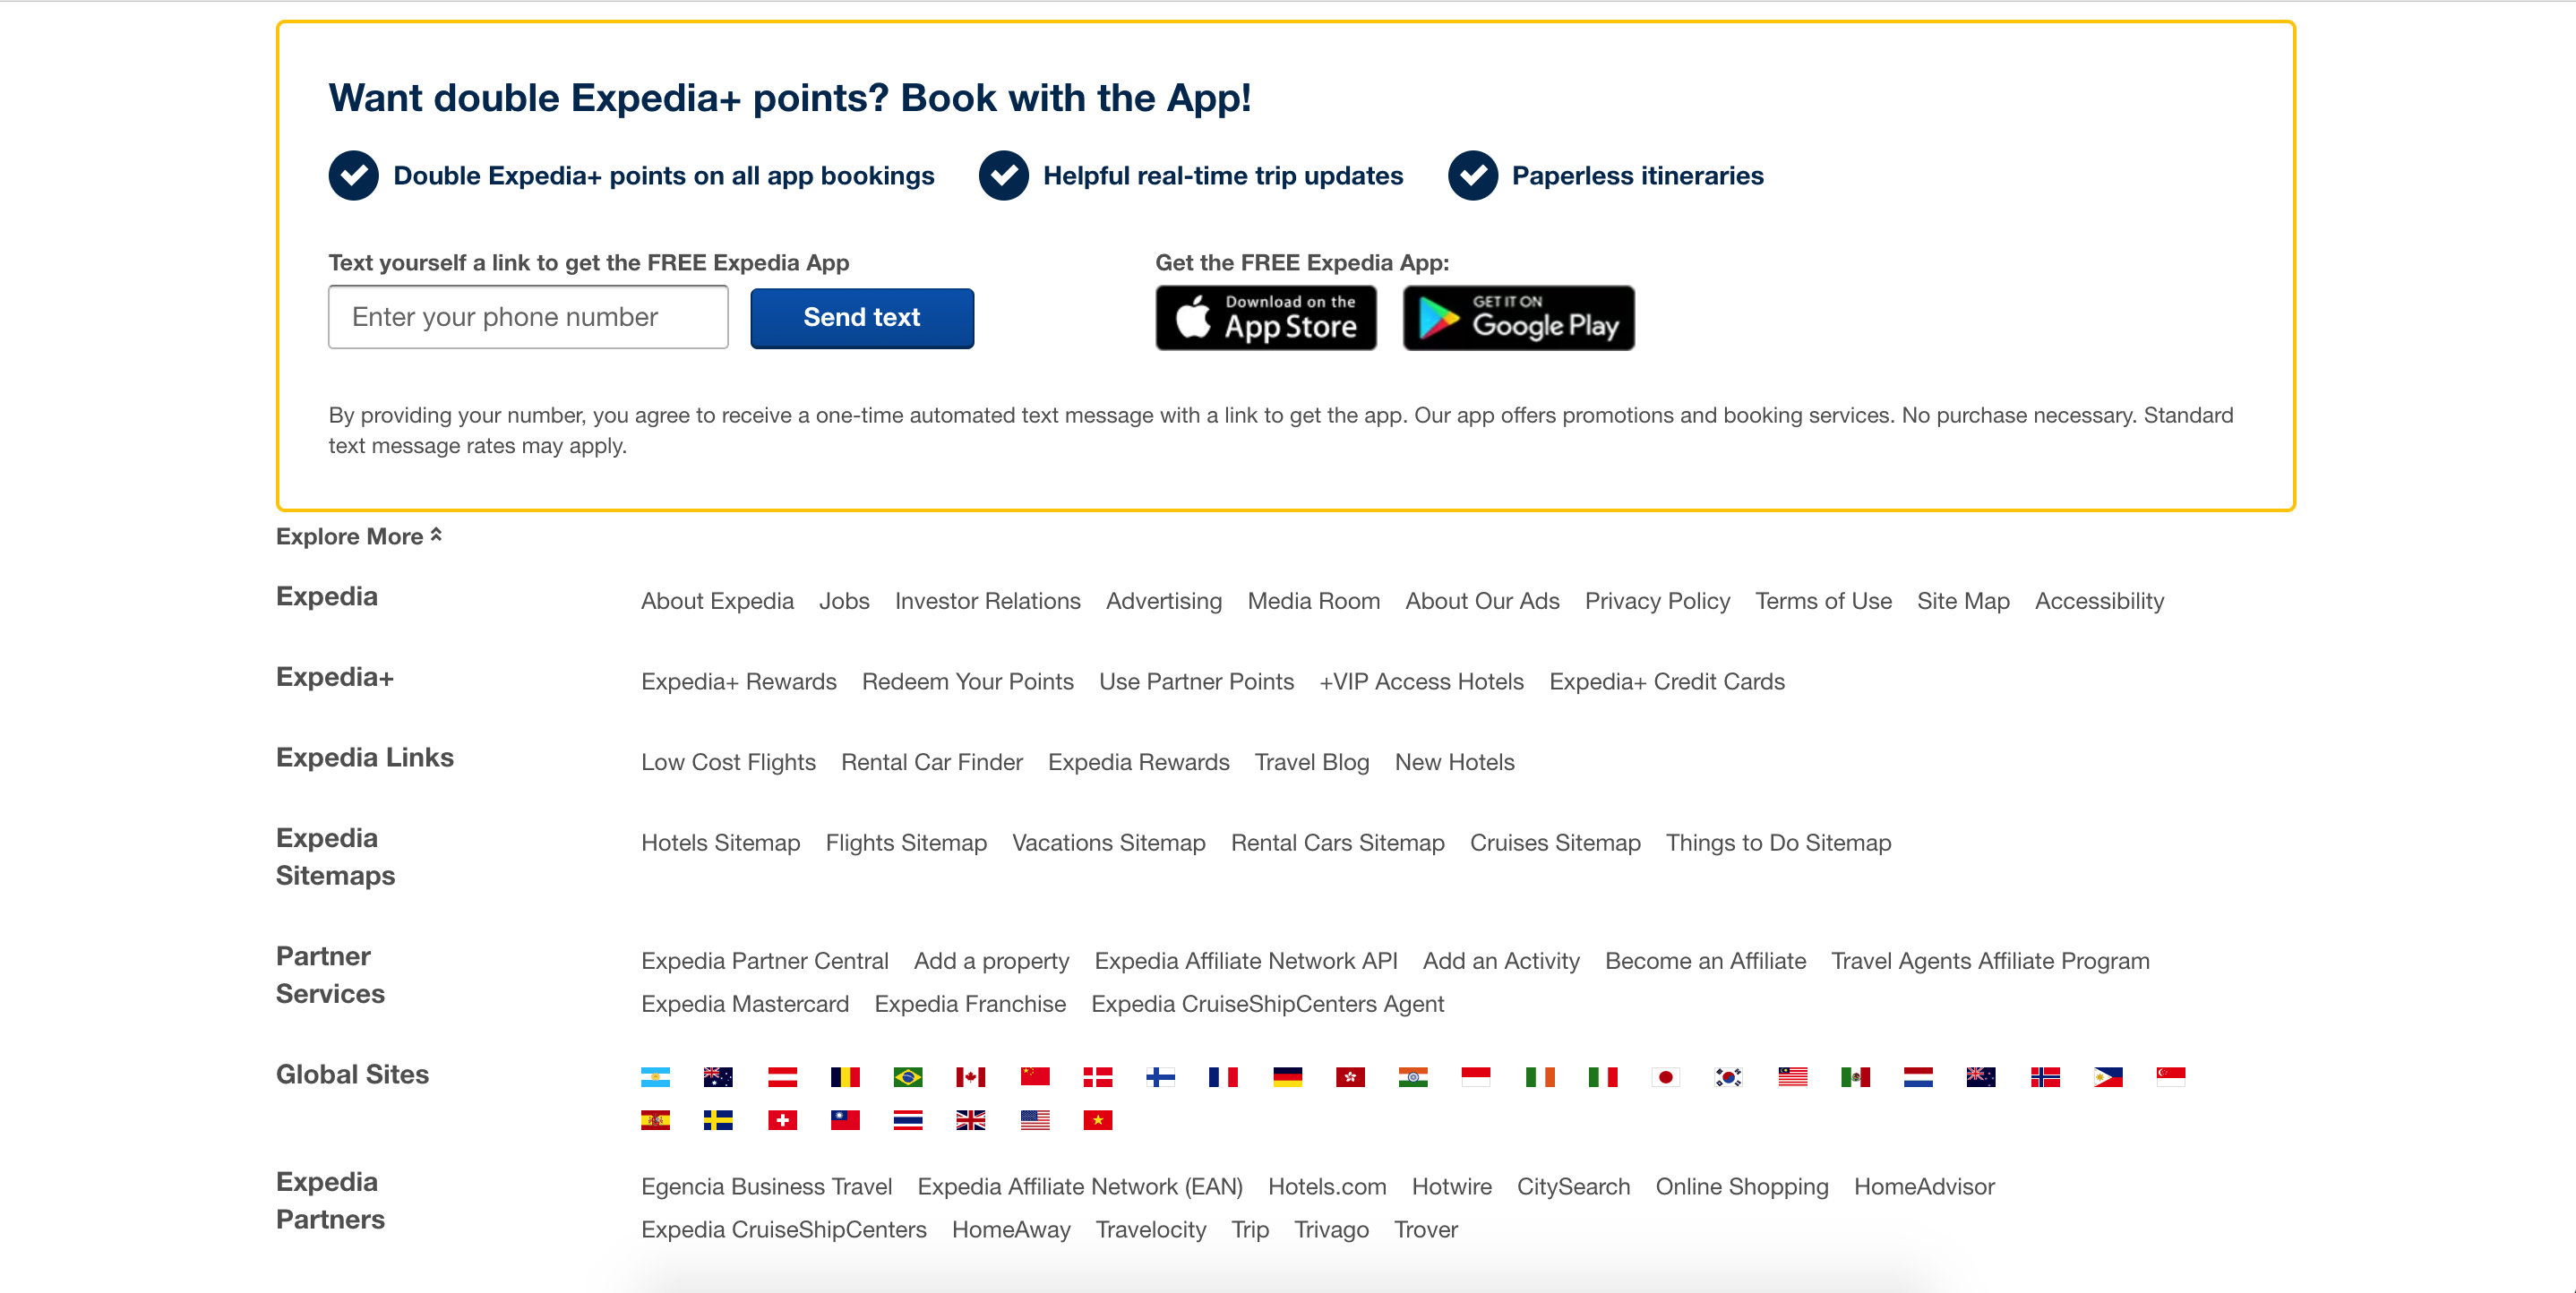 Want double Expedia+ points? Book with the App!
Double Expedia+ points on all app bookings Helpful real-time trip updates Paperless itineraries
Text yourself a link to get the FREE Expedia App
Enter your phone number Send text
Get the FREE Expedia App:
Download on the
App Store
GET IT ON
Google Play
By providing your number, you agree to receive a one-time automated text message with a link to get the app. Our app offers promotions and booking services. No purchase necessary. Standard
text message rates may apply.
Explore More
Expedia
About Expedia Jobs Investor Relations Advertising Media Room About Our Ads Privacy Policy Terms of Use Site Map Accessibility
Expedia+
Expedia+ Rewards Redeem Your Points Use Partner Points +VIP Access Hotels Expedia+ Credit Cards
Expedia Links
Low Cost Flights Rental Car Finder Expedia Rewards Travel Blog New Hotels
Expedia
Sitemaps
Hotels Sitemap Flights Sitemap Vacations Sitemap Rental Cars Sitemap Cruises Sitemap Things to Do Sitemap
Partner
Services
Expedia Partner Central Add a property Expedia Affiliate Network API Add an Activity Become an Affiliate Travel Agents Affiliate Program
Expedia Mastercard Expedia Franchise Expedia CruiseShipCenters Agent
Global Sites
Expedia
Partners
Egencia Business Travel Expedia Affiliate Network (EAN) Hotels.com Hotwire CitySearch Online Shopping HomeAdvisor
Expedia CruiseShipCenters HomeAway Travelocity Trip Trivago Trover